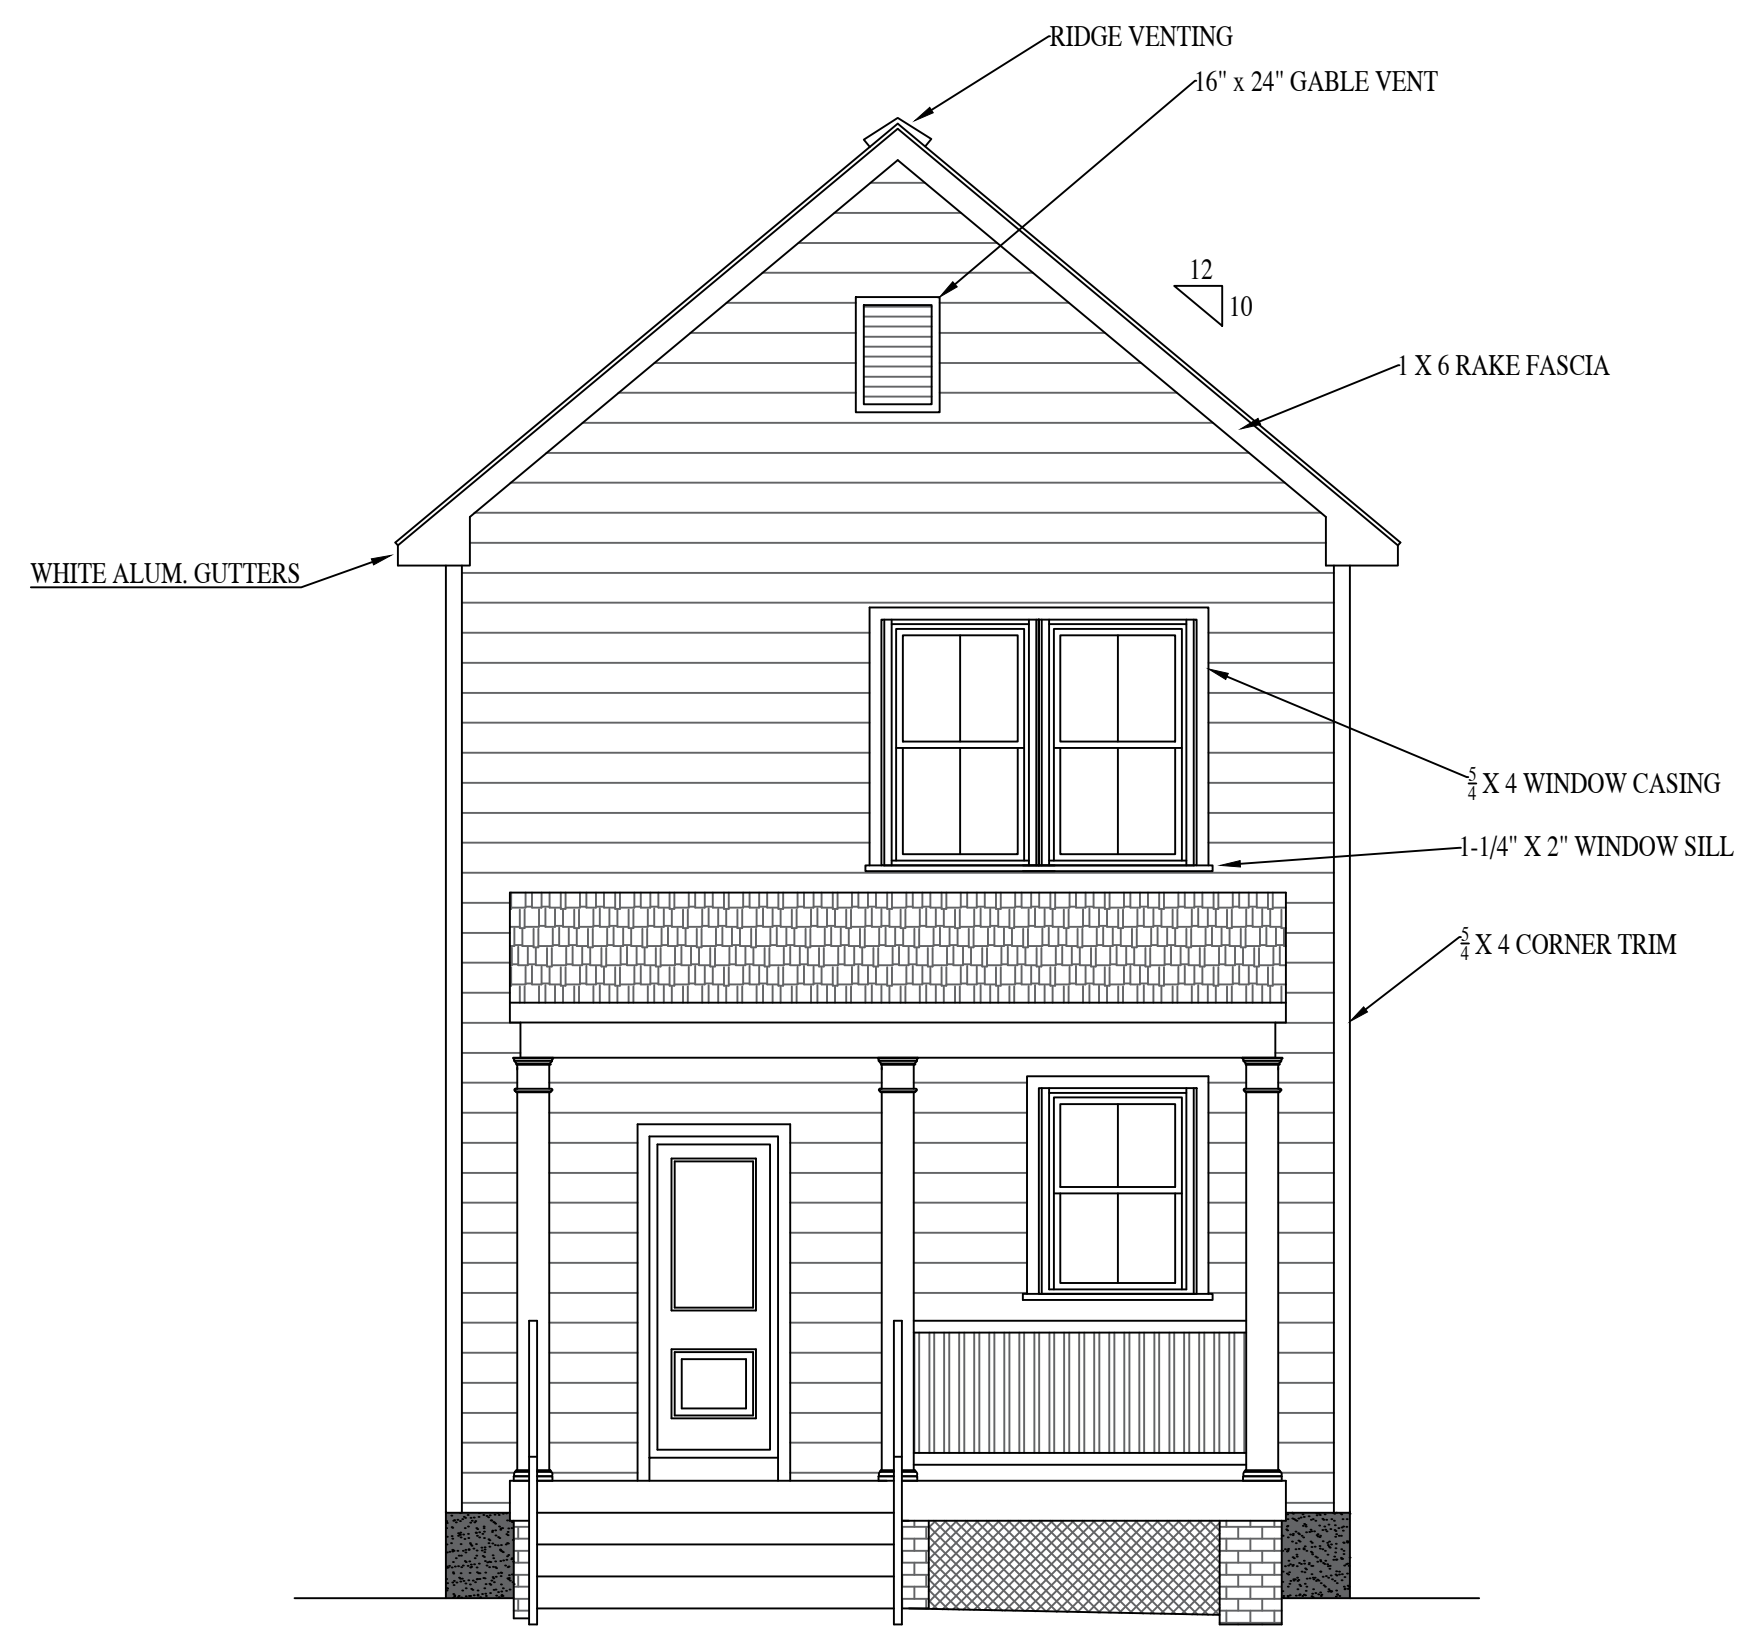 RIDGE VENTING
16" x 24" GABLE VENT
12
10
1 X 6 RAKE FASCIA
WHITE ALUM. GUTTERS
5/4 X 4 WINDOW CASING
1-1/4" X 2" WINDOW SILL
5/4 X 4 CORNER TRIM